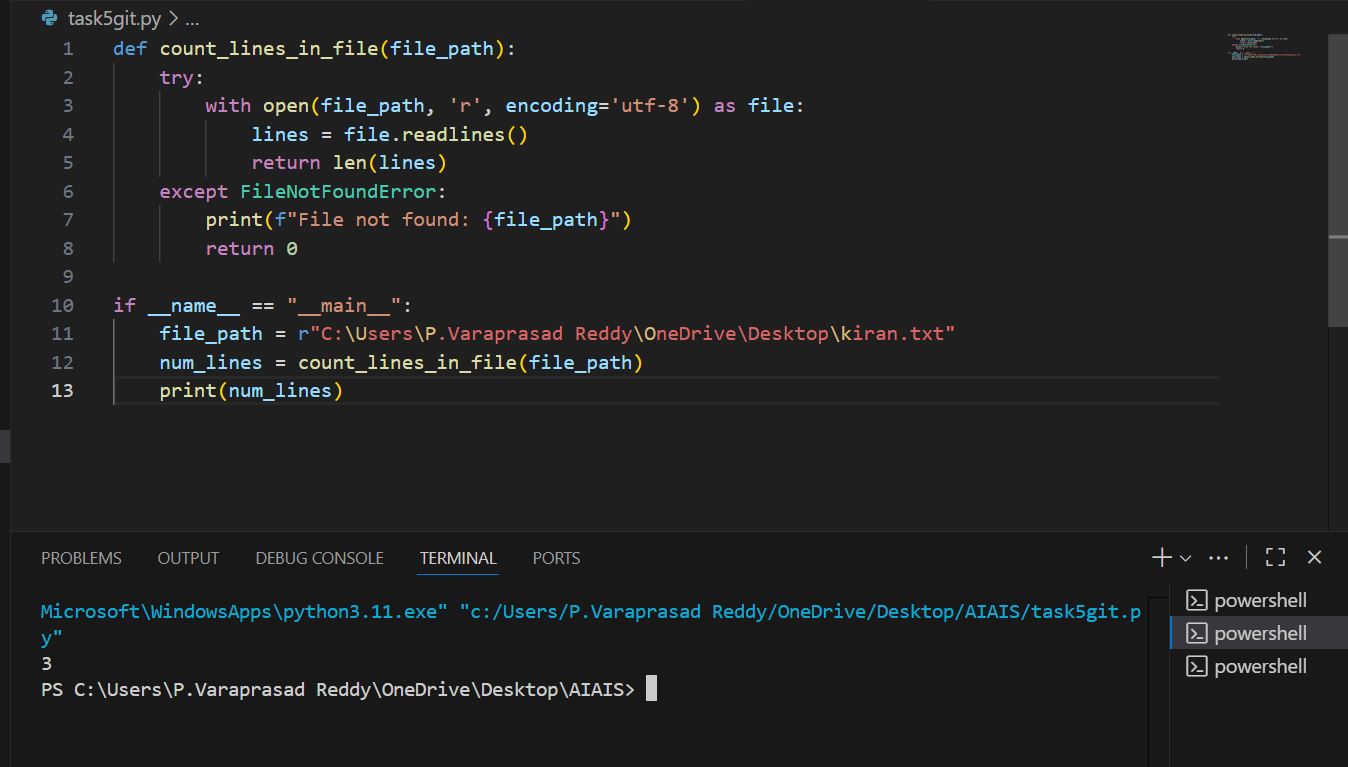 task5git.py > ...
1 def count_lines_in_file(file_path):
2     try:
3         with open(file_path, 'r', encoding='utf-8') as file:
4             lines = file.readlines()
5             return len(lines)
6     except FileNotFoundError:
7         print(f"File not found: {file_path}")
8         return 0
9
10 if __name__ == "__main__":
11     file_path = r"C:\Users\P.Varaprasad Reddy\OneDrive\Desktop\kiran.txt"
12     num_lines = count_lines_in_file(file_path)
13     print(num_lines)
PROBLEMS OUTPUT DEBUG CONSOLE TERMINAL PORTS
Microsoft\WindowsApps\python3.11.exe" "c:/Users/P.Varaprasad Reddy/OneDrive/Desktop/AIAIS/task5git.p
y"
3
PS C:\Users\P.Varaprasad Reddy\OneDrive\Desktop\AIAIS>
powershell
powershell
powershell